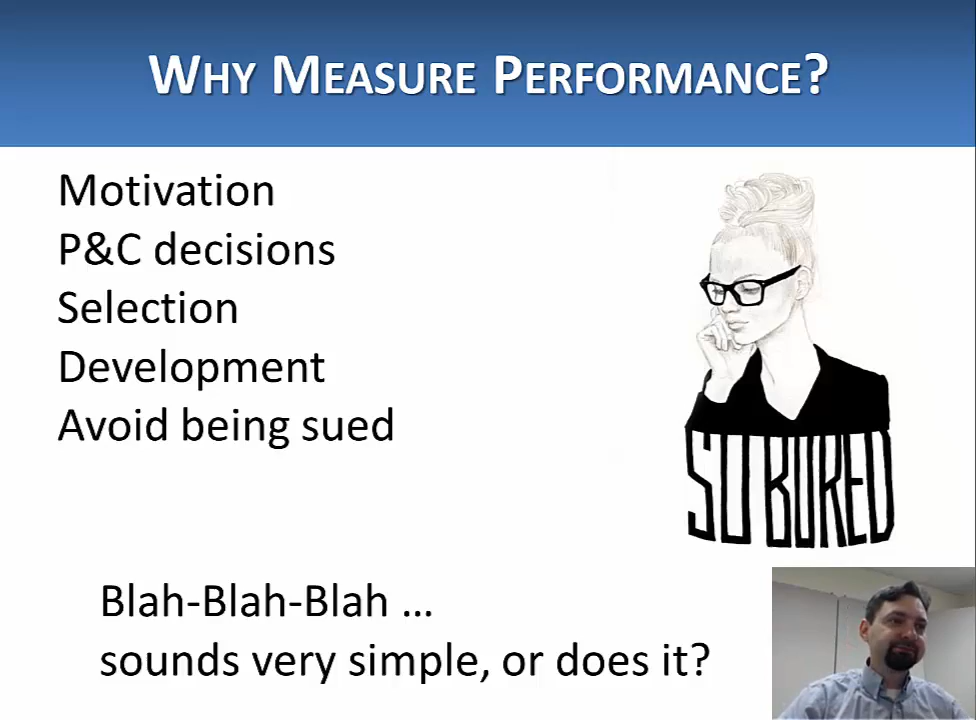 WHY MEASURE PERFORMANCE?
Motivation
P&C decisions
Selection
Development
Avoid being sued
SO BORED
Blah-Blah-Blah …
sounds very simple, or does it?